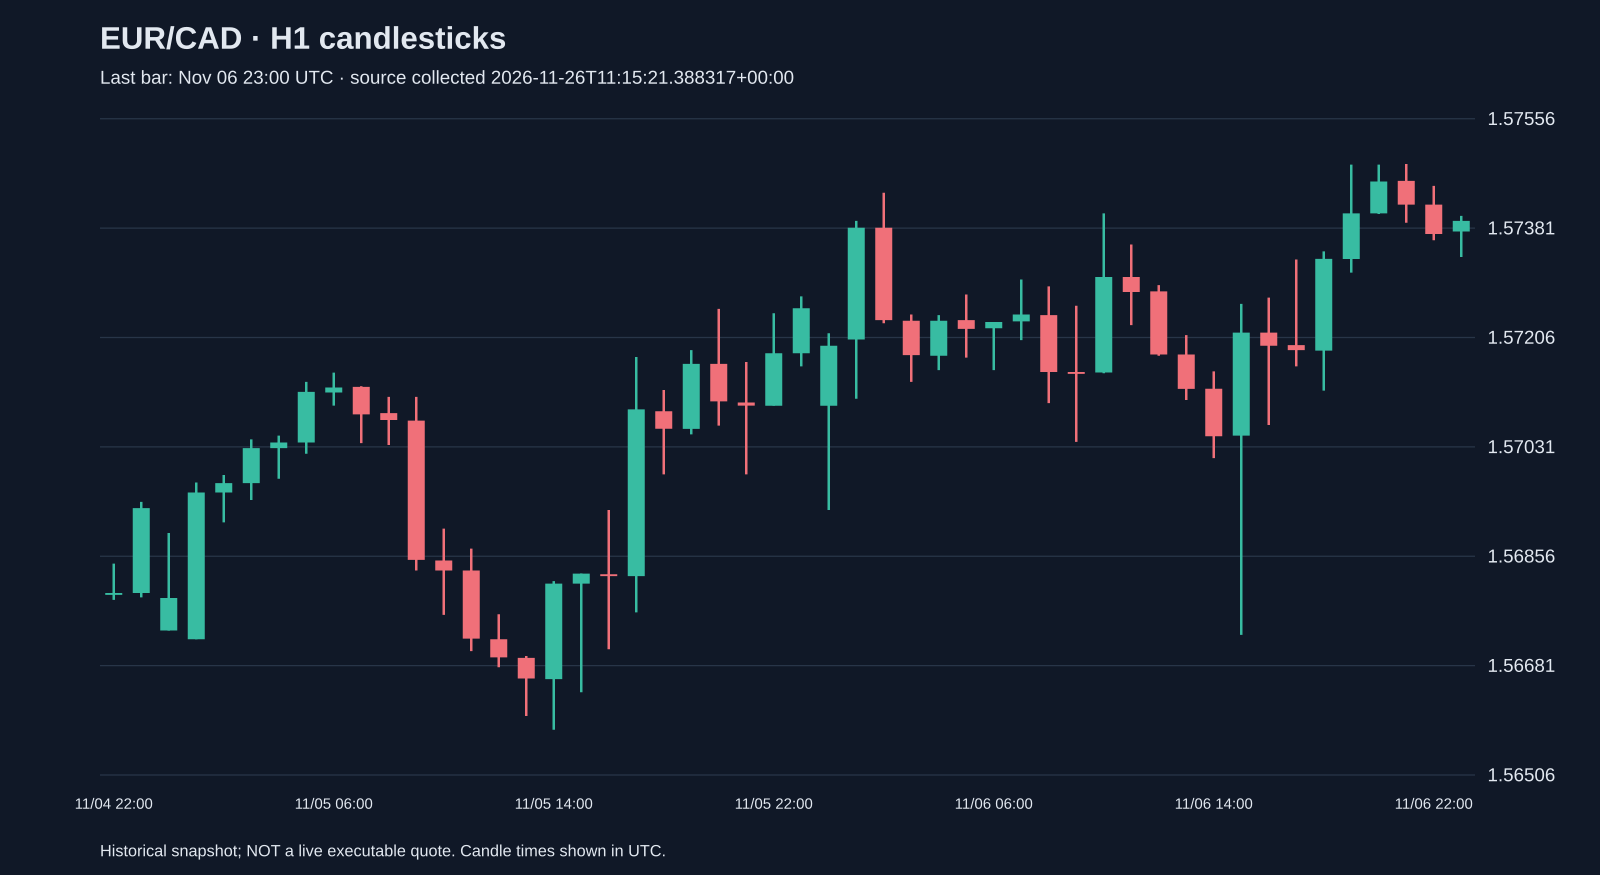 EUR/CAD · H1 candlesticks
Last bar: Nov 06 23:00 UTC · source collected 2026-11-26T11:15:21.388317+00:00
1.57556
1.57381
1.57206
1.57031
1.56856
1.56681
1.56506
11/04 22:00 11/05 06:00 11/05 14:00 11/05 22:00 11/06 06:00 11/06 14:00 11/06 22:00
Historical snapshot; NOT a live executable quote. Candle times shown in UTC.